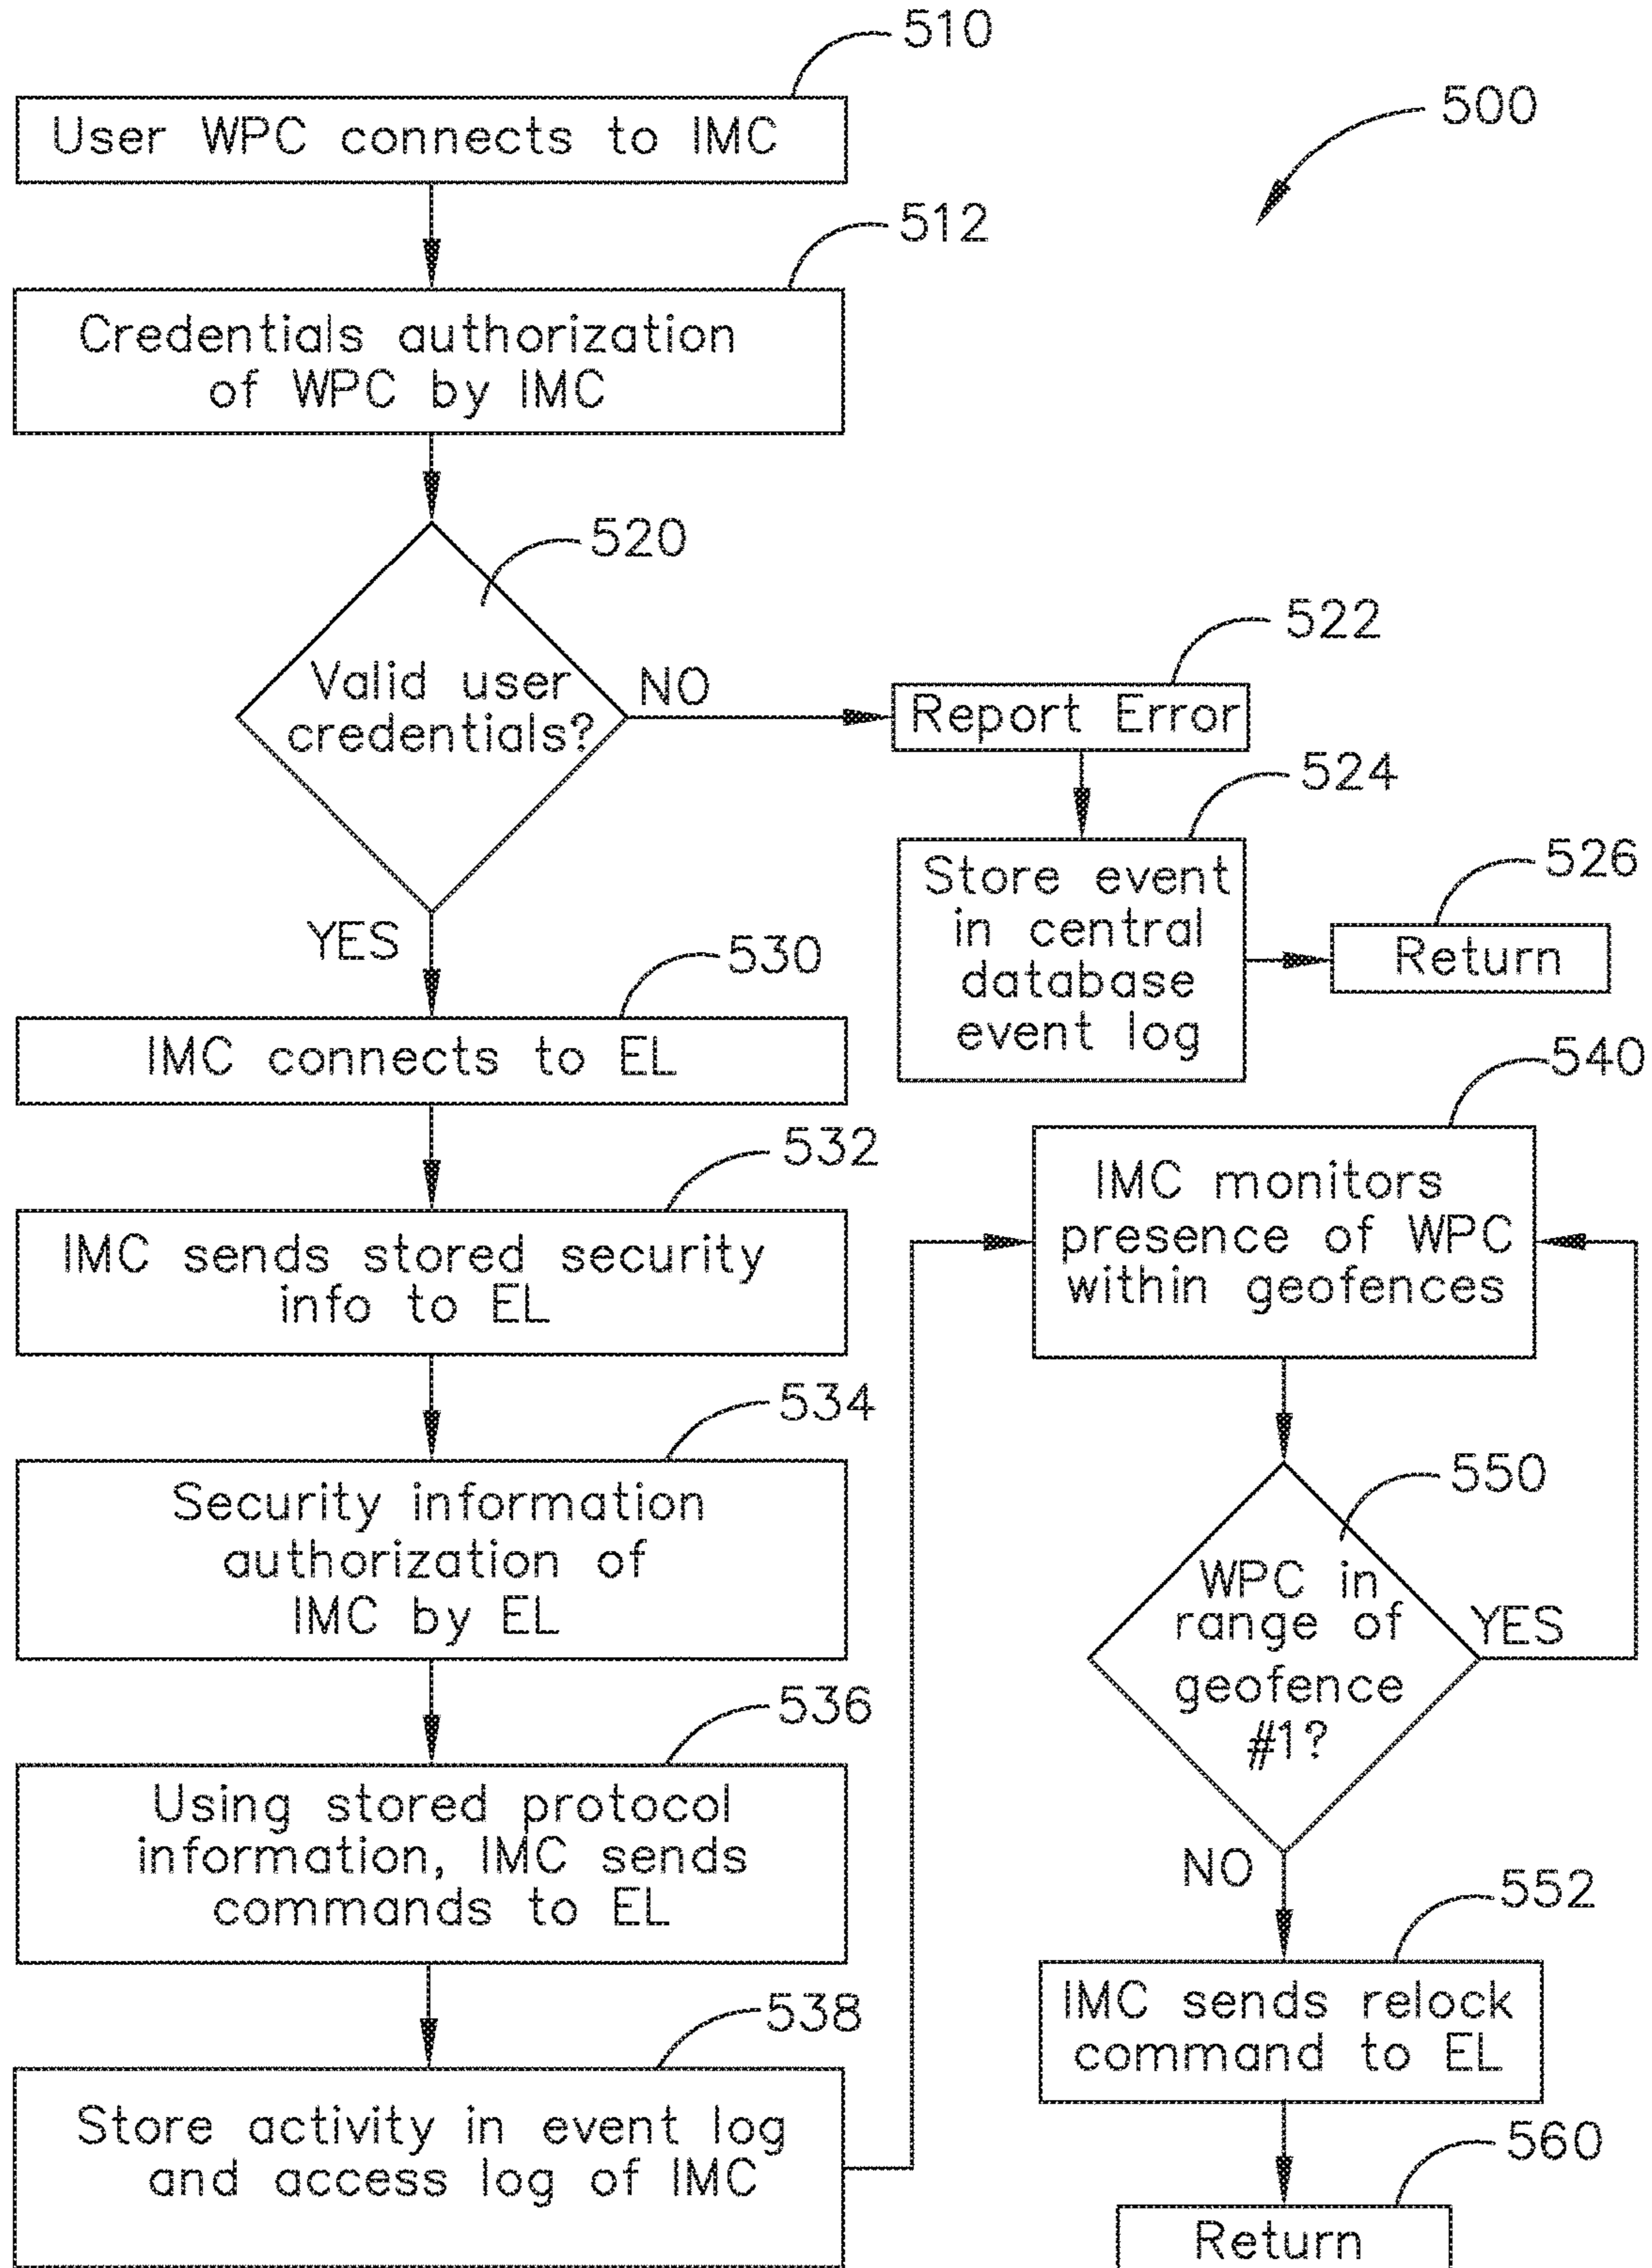 510
User WPC connects to IMC
500
512
Credentials authorization
of WPC by IMC
520
Valid user
credentials?
NO
522
Report Error
524
Store event
in central
database
event log
526
Return
YES
530
IMC connects to EL
532
IMC sends stored security
info to EL
534
Security information
authorization of
IMC by EL
536
Using stored protocol
information, IMC sends
commands to EL
538
Store activity in event log
and access log of IMC
540
IMC monitors
presence of WPC
within geofences
550
WPC in
range of
geofence
#1?
YES
NO
552
IMC sends relock
command to EL
560
Return